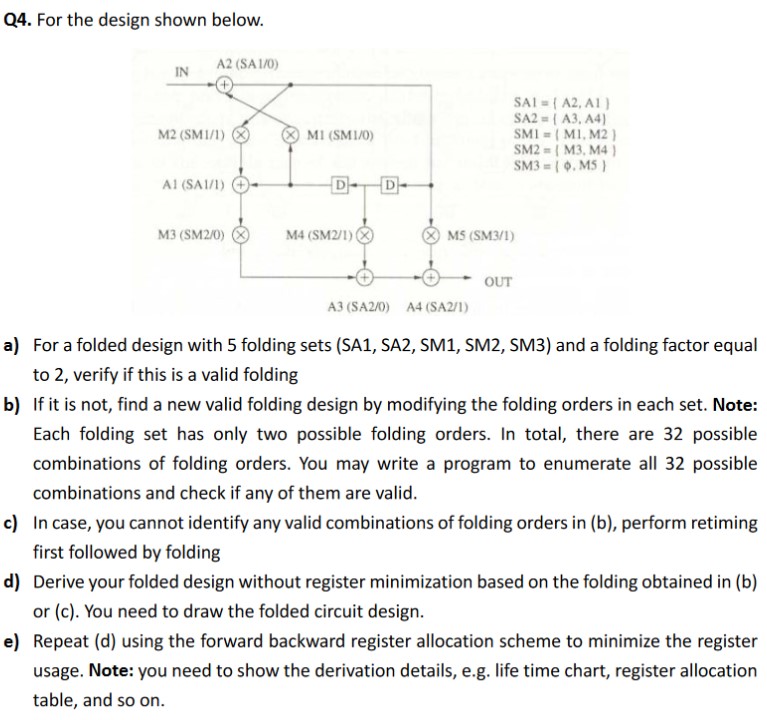 Q4. For the design shown below.
A2 (SA1/0)
IN
SA1 = { A2, A1 }
SA2 = { A3, A4}
SM1 = { M1, M2 }
SM2 = { M3, M4 }
SM3 = { Φ, M5 }
M2 (SM1/1)
M1 (SM1/0)
A1 (SA1/1)
D
D
M3 (SM2/0)
M4 (SM2/1)
M5 (SM3/1)
OUT
A3 (SA2/0)
A4 (SA2/1)
a) For a folded design with 5 folding sets (SA1, SA2, SM1, SM2, SM3) and a folding factor equal
to 2, verify if this is a valid folding
b) If it is not, find a new valid folding design by modifying the folding orders in each set. Note:
Each folding set has only two possible folding orders. In total, there are 32 possible
combinations of folding orders. You may write a program to enumerate all 32 possible
combinations and check if any of them are valid.
c) In case, you cannot identify any valid combinations of folding orders in (b), perform retiming
first followed by folding
d) Derive your folded design without register minimization based on the folding obtained in (b)
or (c). You need to draw the folded circuit design.
e) Repeat (d) using the forward backward register allocation scheme to minimize the register
usage. Note: you need to show the derivation details, e.g. life time chart, register allocation
table, and so on.